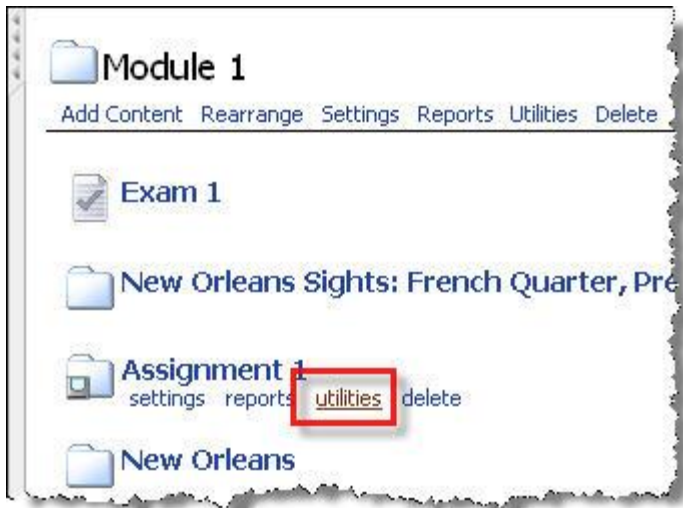 Module 1
Add Content Rearrange Settings Reports Utilities Delete
Exam 1
New Orleans Sights: French Quarter, Pre
Assignment 1
settings reports utilities delete
New Orleans